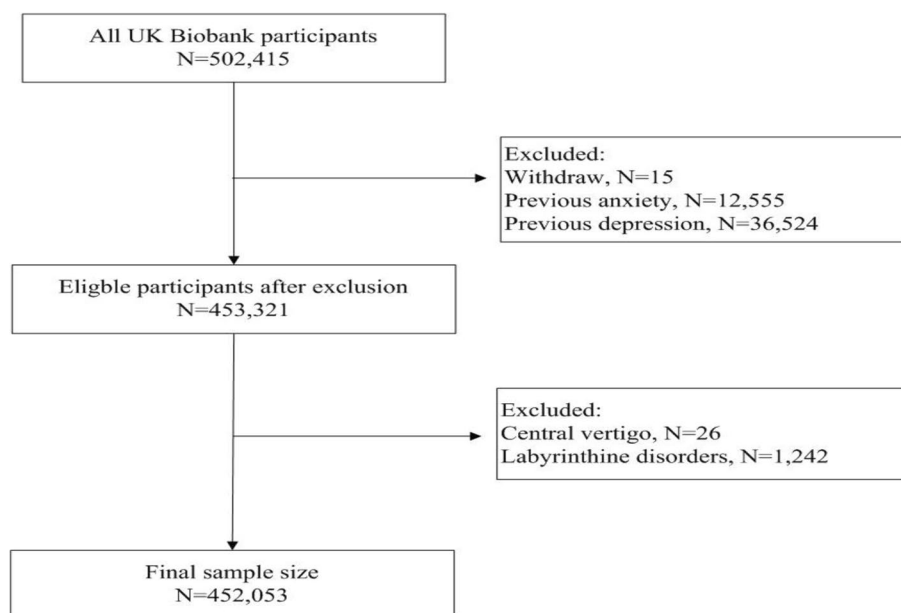 All UK Biobank participants
N=502,415
Excluded:
Withdraw, N=15
Previous anxiety, N=12,555
Previous depression, N=36,524
Eligble participants after exclusion
N=453,321
Excluded:
Central vertigo, N=26
Labyrinthine disorders, N=1,242
Final sample size
N=452,053